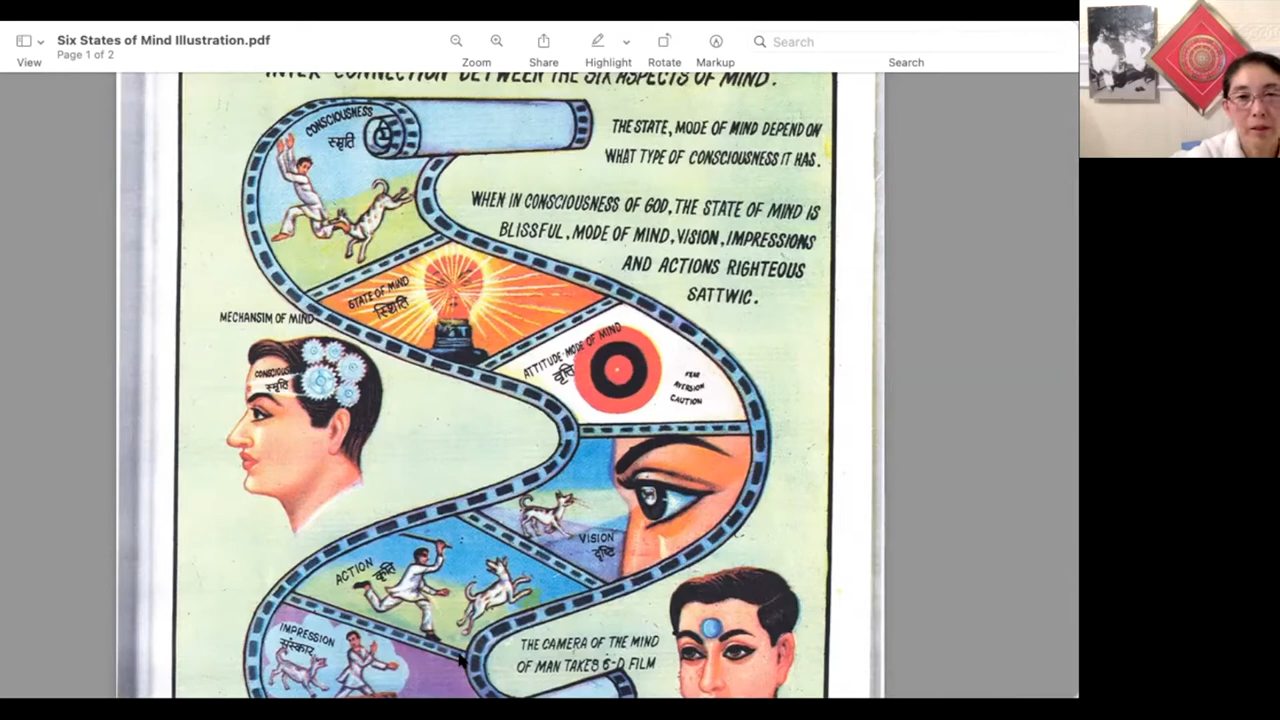 Six States of Mind Illustration.pdf
Page 1 of 2
View
Zoom
Share
Highlight
Rotate
Markup
Search
Search
INTER-CONNECTION BETWEEN THE SIX ASPECTS OF MIND.
CONSCIOUSNESS
स्मृति
THE STATE, MODE OF MIND DEPEND ON
WHAT TYPE OF CONSCIOUSNESS IT HAS.
WHEN IN CONSCIOUSNESS OF GOD, THE STATE OF MIND IS
BLISSFUL, MODE OF MIND, VISION, IMPRESSIONS
AND ACTIONS RIGHTEOUS
SATTWIC.
STATE OF MIND
स्थिति
MECHANSIM OF MIND
ATTITUDE-MODE OF MIND
वृत्ति
FEAR
AVERSION
CAUTION
CONSCIOUS
स्मृति
VISION
दृष्टि
ACTION
कृति
IMPRESSION
संस्कार
THE CAMERA OF THE MIND
OF MAN TAKES 6-D FILM